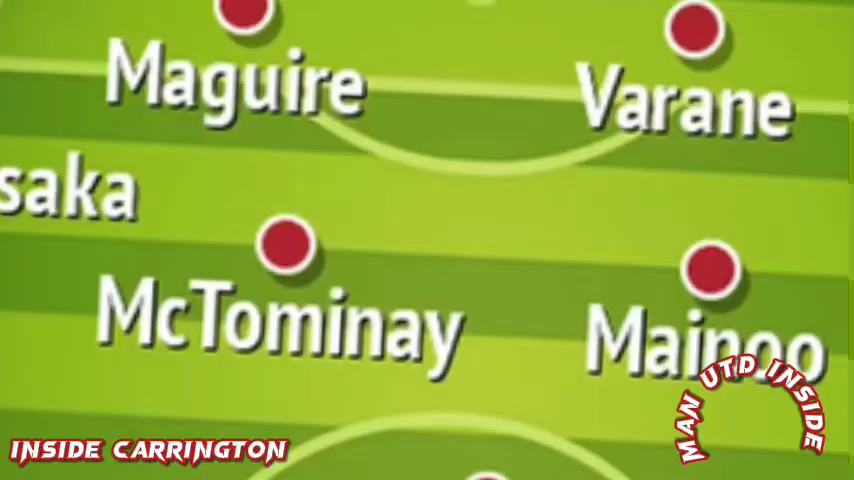 Maguire
Varane
saka
McTominay
Mainoo
MAN UTD INSIDE
INSIDE CARRINGTON